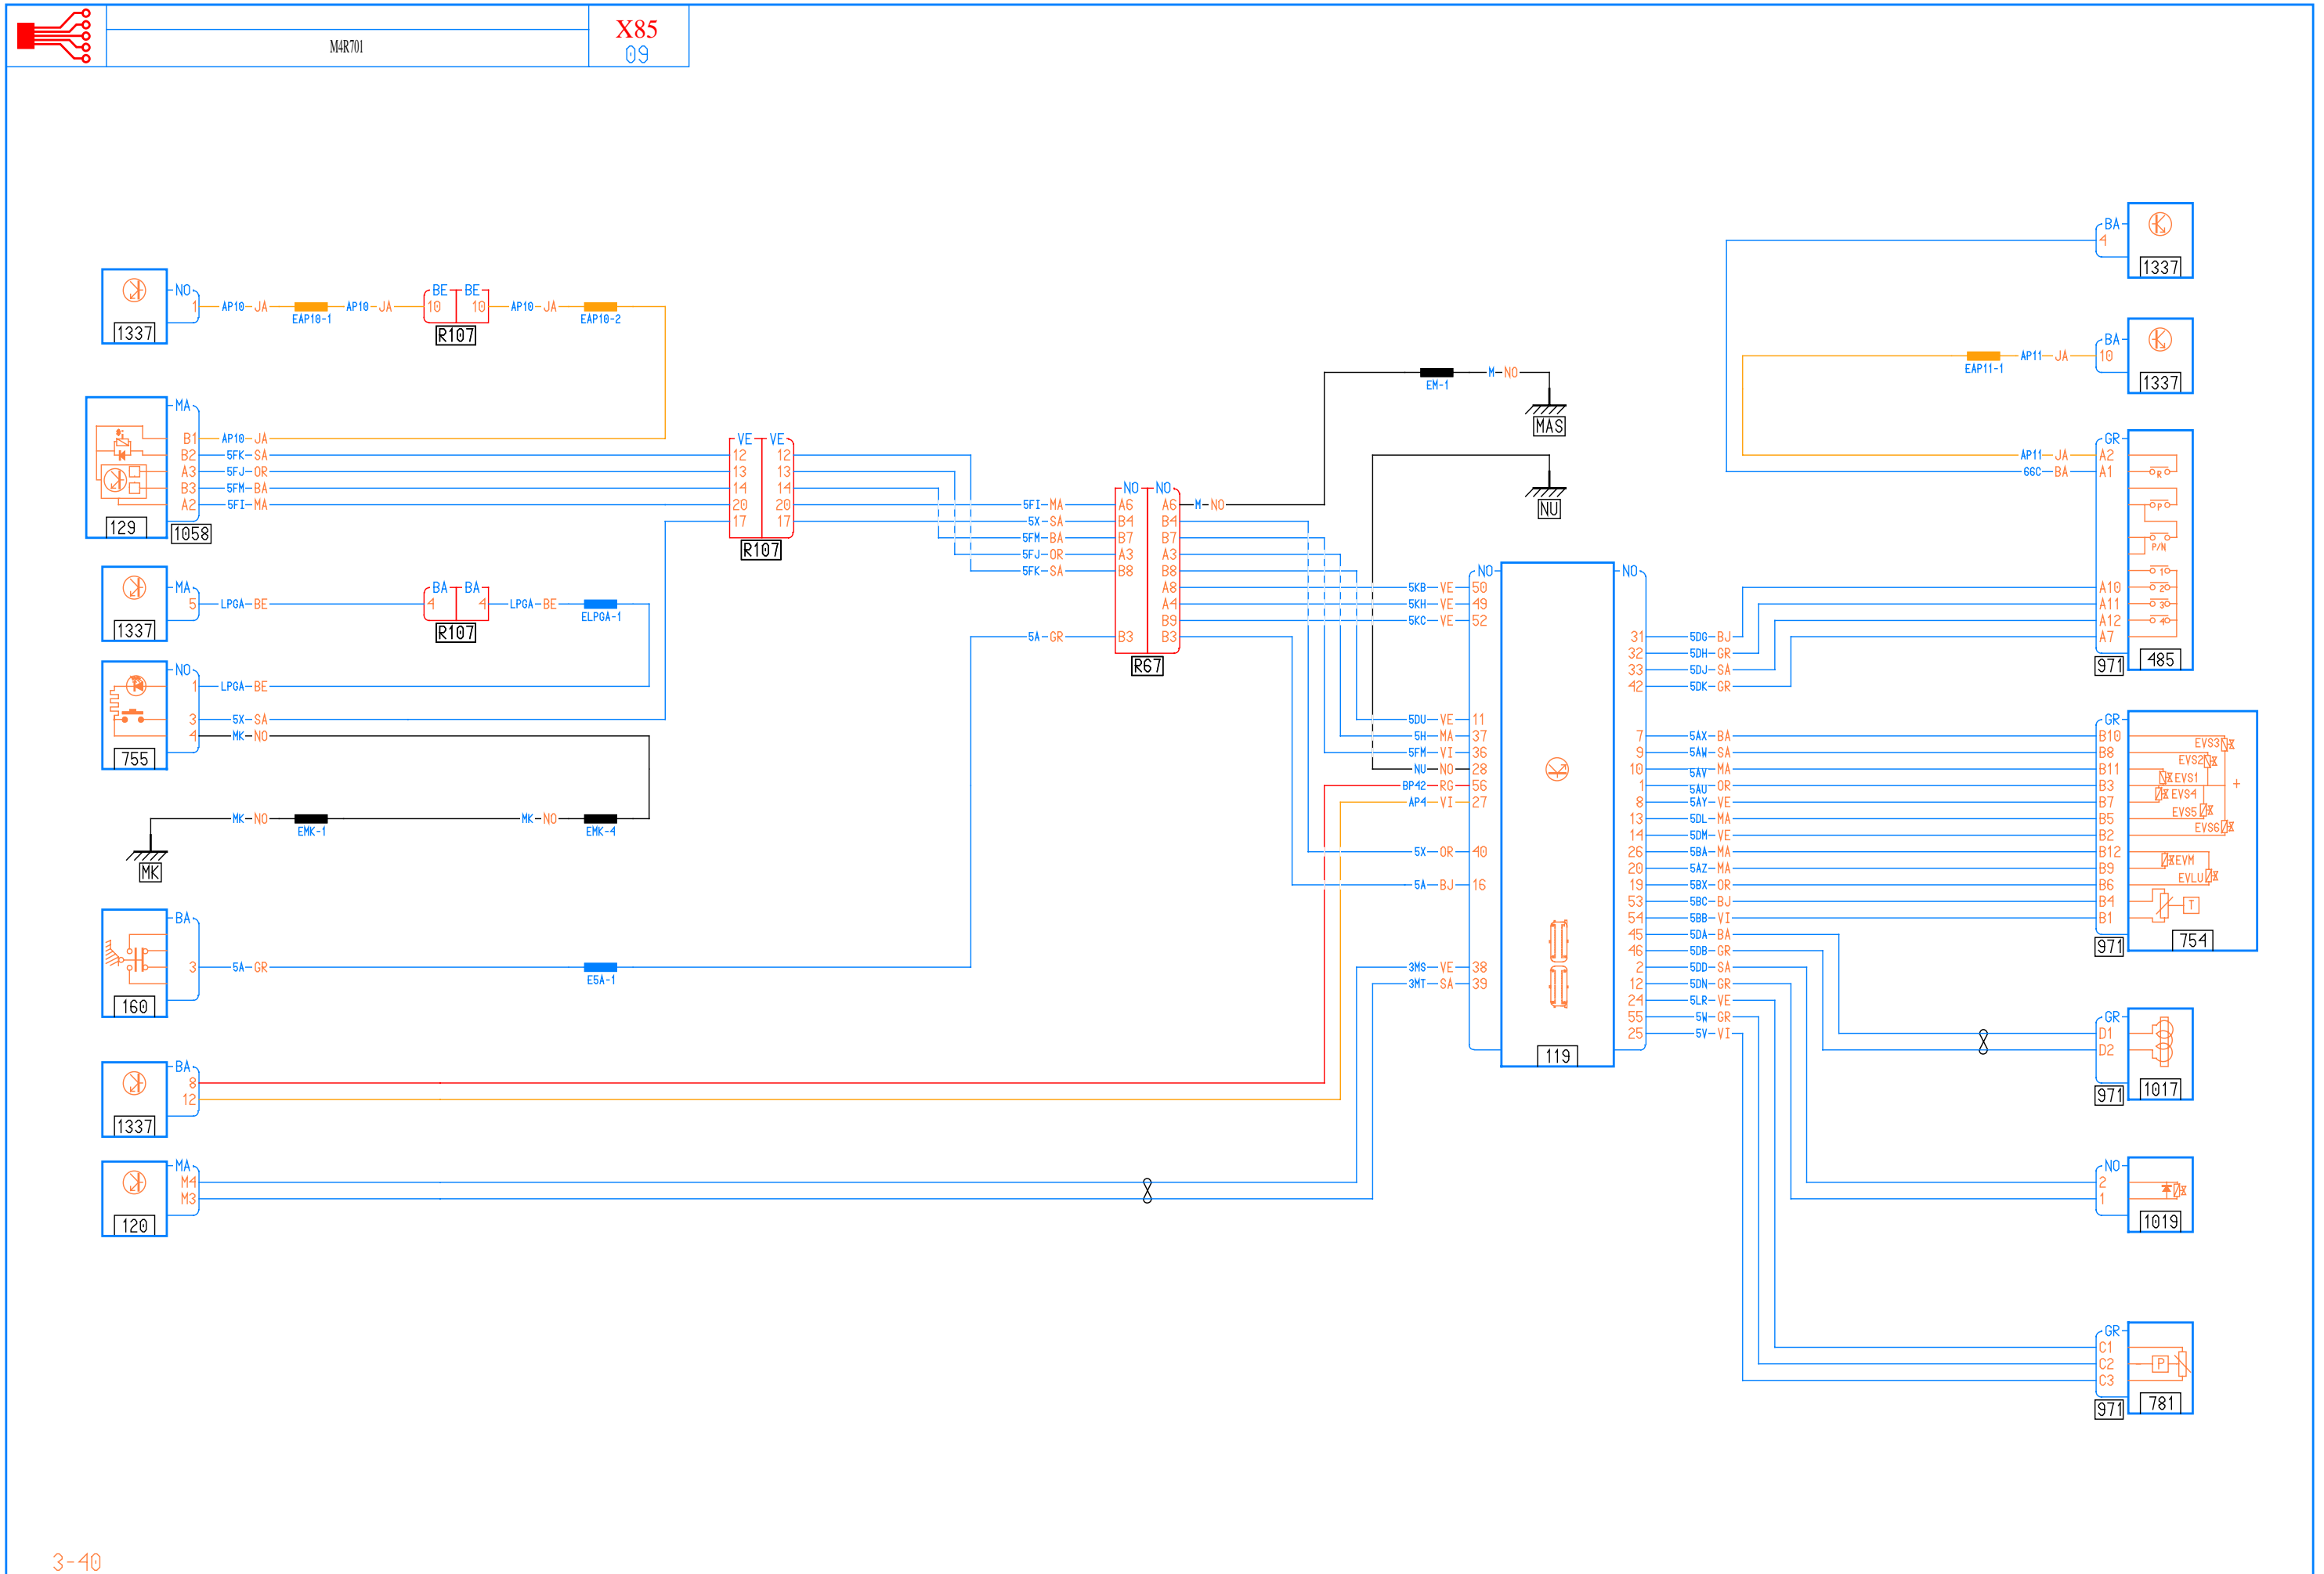 M4R701
X85
09
BA
4
1337
NO
1 AP10-JA EAP10-1 AP10-JA
BE BE
10 10
R107
AP10-JA EAP10-2
1337
BA
10 AP11-JA EAP11-1
1337
EM-1 M-NO
MAS
NU
MA
B1 AP10-JA
B2 5FK-SA
A3 5FJ-OR
B3 5FM-BA
A2 5FI-MA
129
1058
VE VE
12 12
13 13
14 14
20 20
17 17
R107
5FI-MA
5X-SA
5FM-BA
5FJ-OR
5FK-SA
5A-GR
NO NO
A6 A6 M-NO
B4 B4
B7 B7
A3 A3
B8 B8
A8
A4
B9
B3 B3
R67
GR
AP11-JA A2
66C-BA A1
R
P
P/N
1
2
3
4
A10
A11
A12
A7
971
485
MA
5 LPGA-BE
BA BA
4 4
R107
LPGA-BE ELPGA-1
1337
NO
1 LPGA-BE
3 5X-SA
4 MK-NO
755
MK-NO EMK-1 MK-NO EMK-4
MK
BA
3 5A-GR E5A-1
160
BA
8
12
1337
MA
M4
M3
120
NO NO
5KB-VE 50
5KH-VE 49
5KC-VE 52
5DU-VE 11
5H-MA 37
5FM-VI 36
NU-NO 28
BP42-RG 56
AP4-VI 27
5X-OR 40
5A-BJ 16
3MS-VE 38
3MT-SA 39
119
31 5DG-BJ
32 5DH-GR
33 5DJ-SA
42 5DK-GR
7 5AX-BA
9 5AW-SA
10 5AV-MA
1 5AU-OR
8 5AY-VE
13 5DL-MA
14 5DM-VE
26 5BA-MA
20 5AZ-MA
19 5BX-OR
53 5BC-BJ
54 5BB-VI
45 5DA-BA
46 5DB-GR
2 5DD-SA
12 5DN-GR
24 5LR-VE
55 5W-GR
25 5V-VI
GR
B10 EVS3
B8 EVS2
B11 EVS1
B3 +
B7 EVS4
B5 EVS5
B2 EVS6
B12 EVM
B9
B6 EVLU
B4 T
B1
971
754
GR
D1
D2
971
1017
NO
2
1
1019
GR
C1
C2 P
C3
971
781
3-40